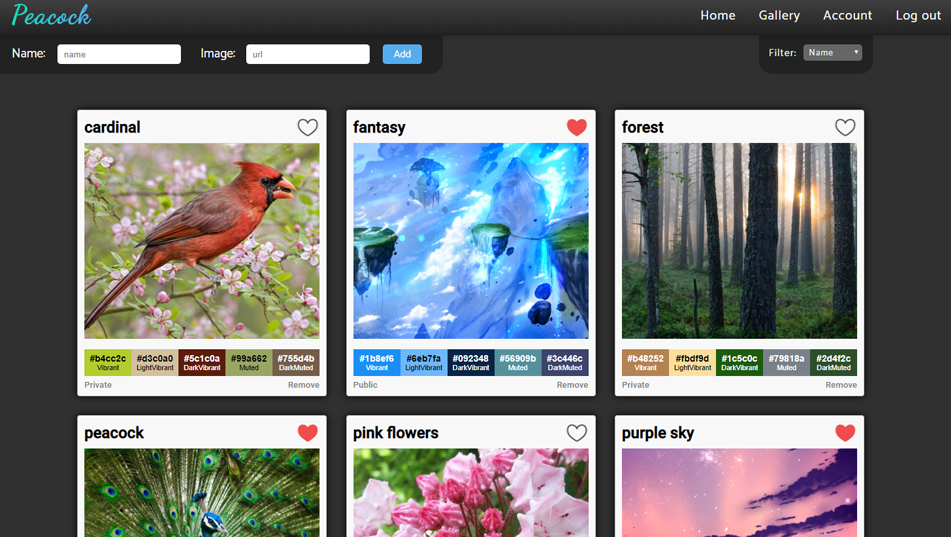 Peacock
Home Gallery Account Log out
Name: name Image: url Add
Filter: Name
cardinal
#b4cc2c #d3c0a0 #5c1c0a #99a662 #755d4b
Vibrant LightVibrant DarkVibrant Muted DarkMuted
Private Remove
fantasy
#1b8ef6 #6eb7fa #092348 #56909b #3c446c
Vibrant LightVibrant DarkVibrant Muted DarkMuted
Public Remove
forest
#b48252 #fbdf9d #1c5c0c #79818a #2d4f2c
Vibrant LightVibrant DarkVibrant Muted DarkMuted
Private Remove
peacock
pink flowers
purple sky